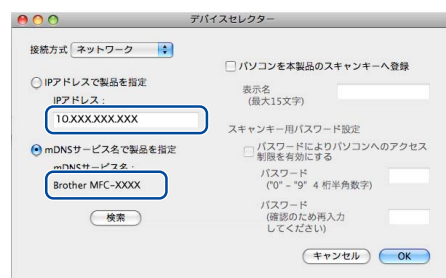 デバイスセレクター
接続方式 ネットワーク
IPアドレスで製品を指定
IPアドレス：
10.XXX.XXX.XXX
mDNSサービス名で製品を指定
mDNSサービス名：
Brother MFC-XXXX
検索
パソコンを本製品のスキャンキーへ登録
表示名
（最大15文字）
スキャンキー用パスワード設定
パスワードによりパソコンへのアクセス
制限を有効にする
パスワード
("0" – "9" 4 桁半角数字)
パスワード
(確認のため再入力
してください)
キャンセル OK